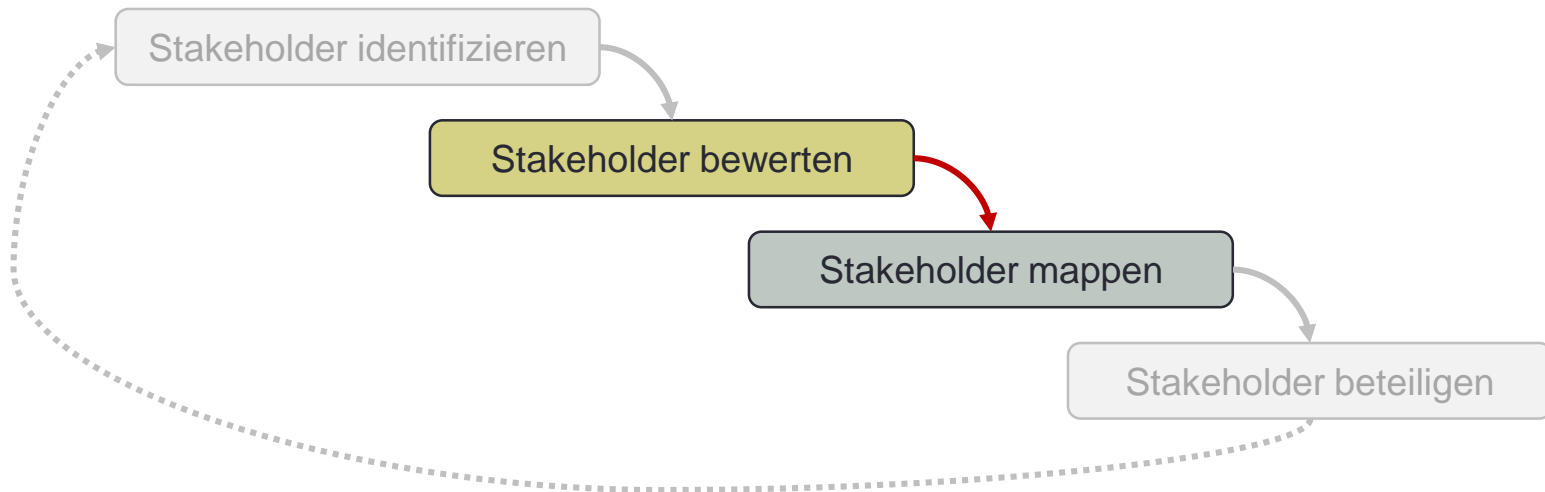 Stakeholder identifizieren
Stakeholder bewerten
Stakeholder mappen
Stakeholder beteiligen